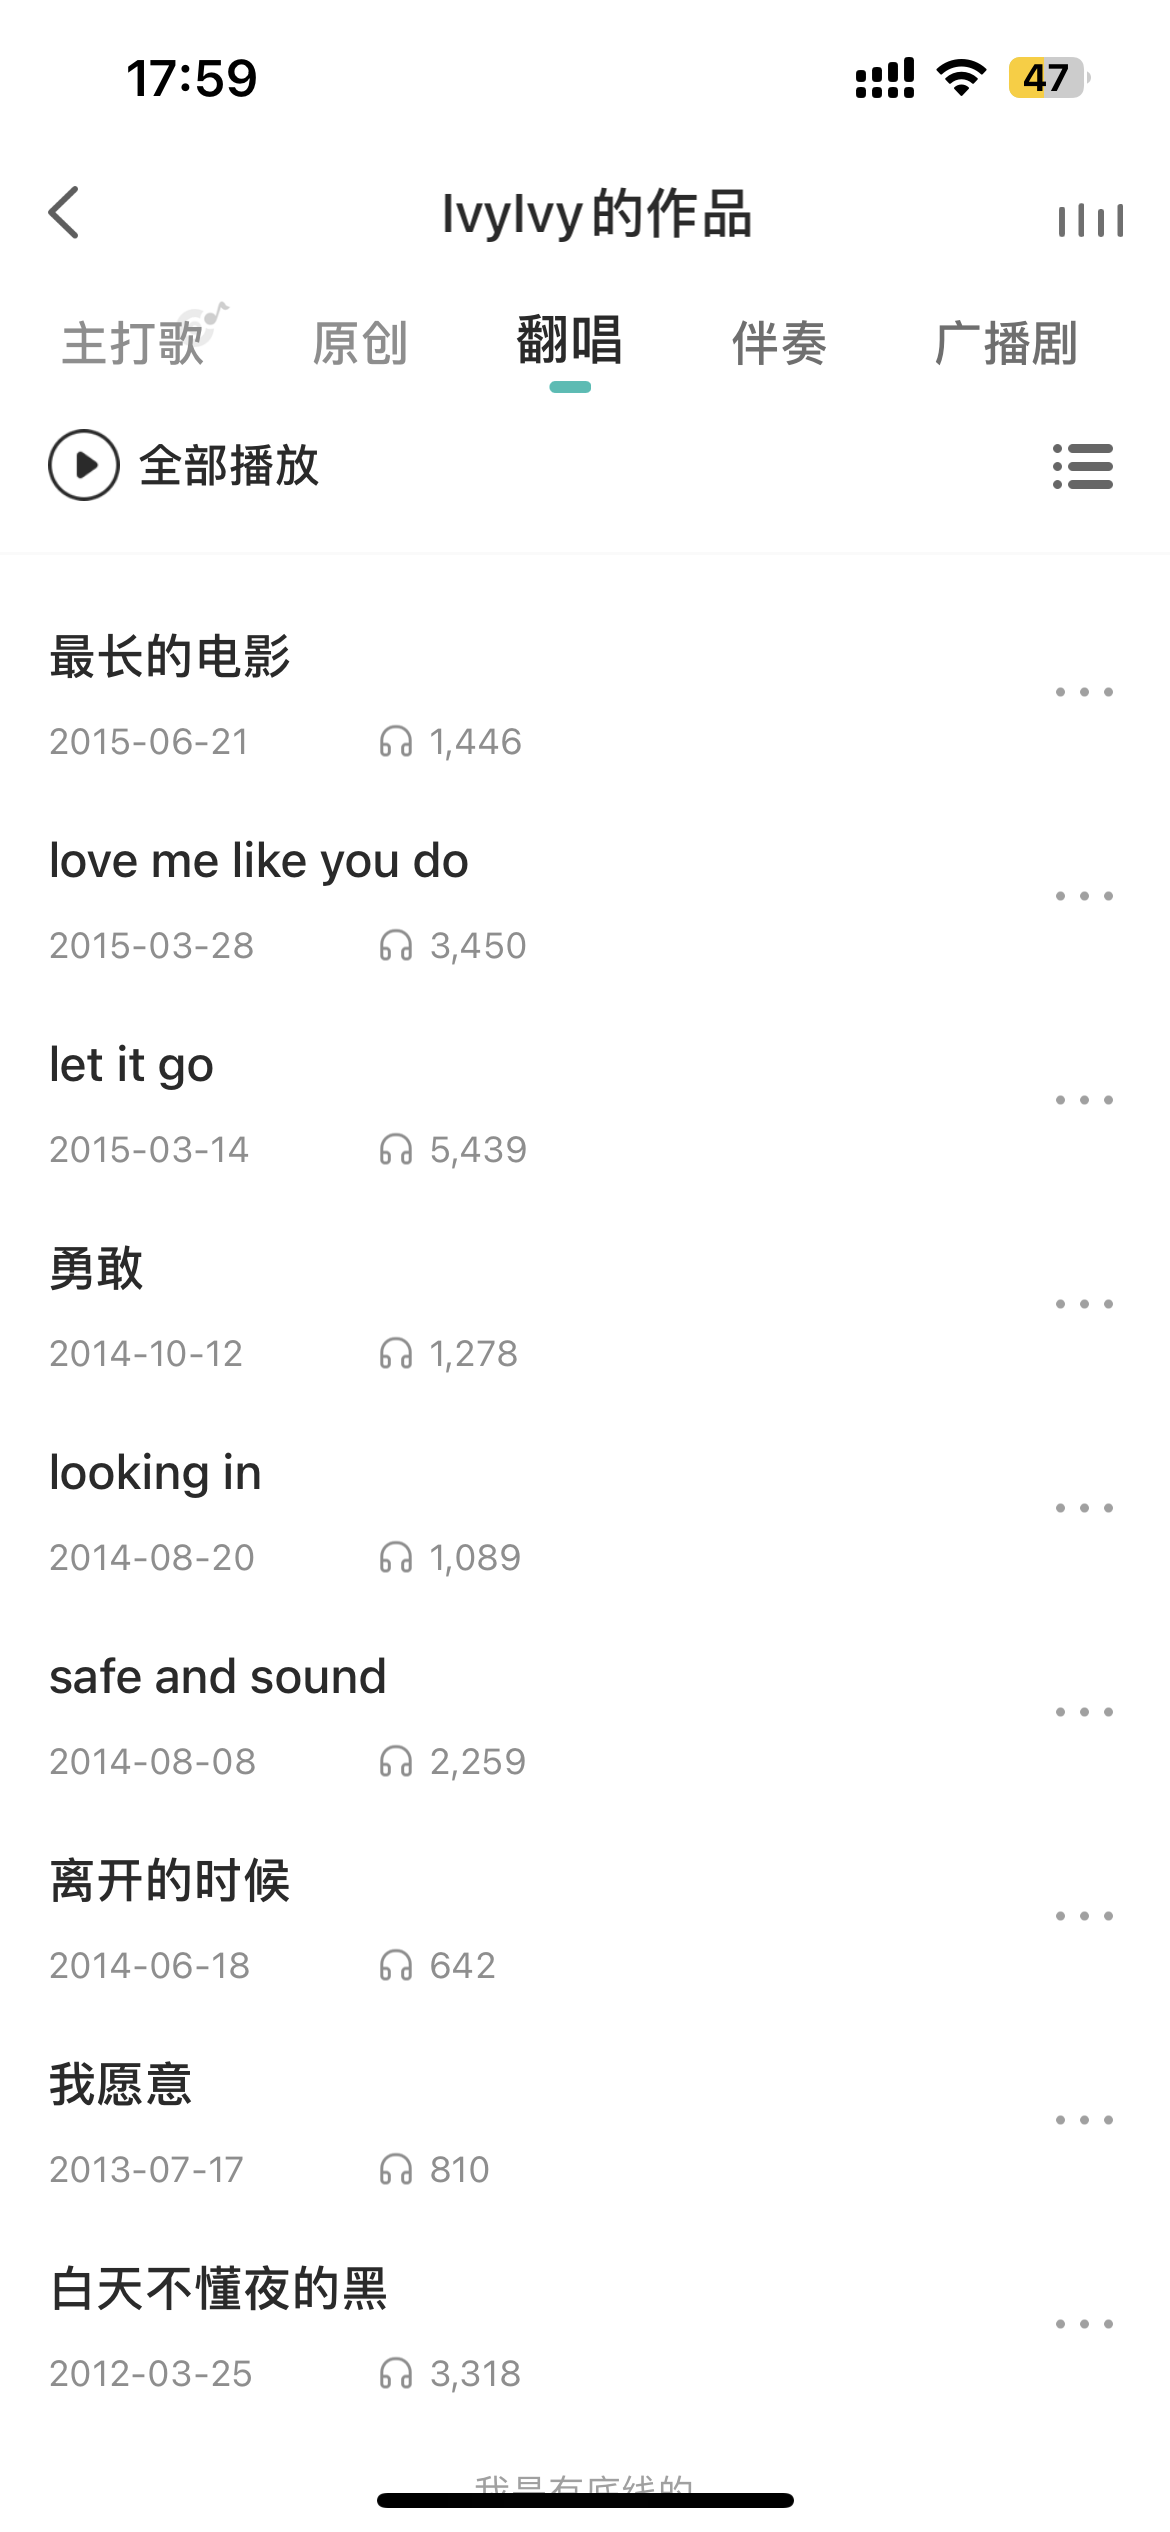 17:59
47
IvyIvy的作品
主打歌 原创 翻唱 伴奏 广播剧
全部播放
最长的电影
2015-06-21 1,446
love me like you do
2015-03-28 3,450
let it go
2015-03-14 5,439
勇敢
2014-10-12 1,278
looking in
2014-08-20 1,089
safe and sound
2014-08-08 2,259
离开的时候
2014-06-18 642
我愿意
2013-07-17 810
白天不懂夜的黑
2012-03-25 3,318
我是有底线的